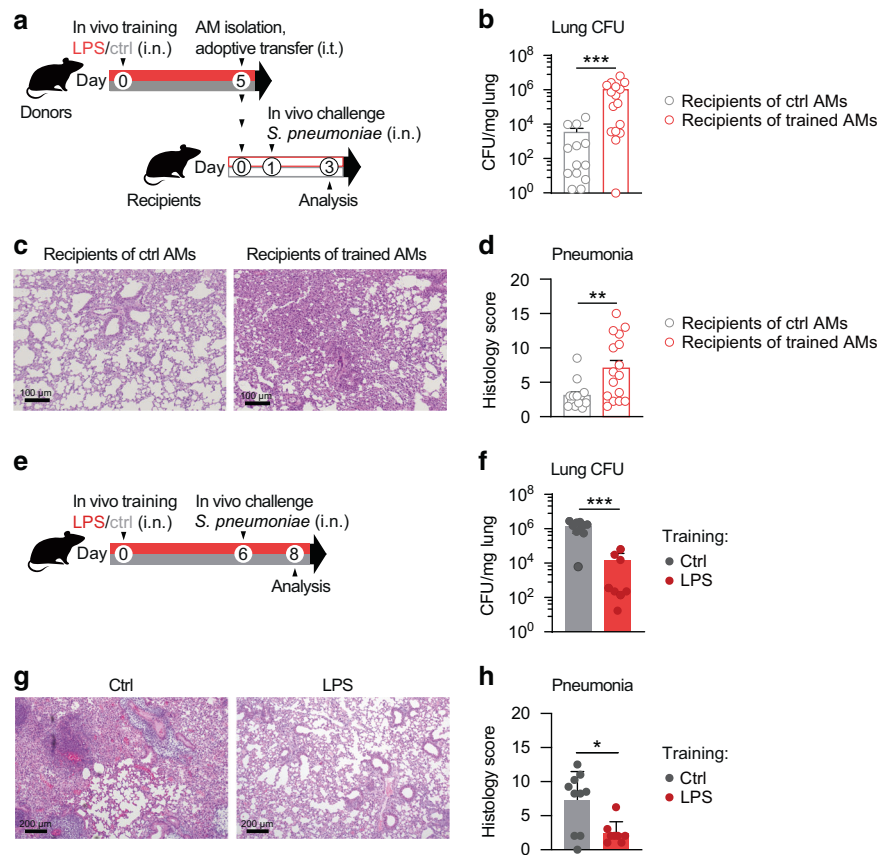 a
In vivo training
LPS/ctrl (i.n.)
AM isolation,
adoptive transfer (i.t.)
Day
0
5
Donors
In vivo challenge
S. pneumoniae (i.n.)
Day
0
1
3
Recipients
Analysis
b
Lung CFU
***
CFU/mg lung
10^8
10^6
10^4
10^2
10^0
Recipients of ctrl AMs
Recipients of trained AMs
c
Recipients of ctrl AMs
Recipients of trained AMs
100 µm
100 µm
d
Pneumonia
**
Histology score
20
15
10
5
0
Recipients of ctrl AMs
Recipients of trained AMs
e
In vivo training
LPS/ctrl (i.n.)
In vivo challenge
S. pneumoniae (i.n.)
Day
0
6
8
Analysis
f
Lung CFU
***
CFU/mg lung
10^8
10^6
10^4
10^2
10^0
Training:
Ctrl
LPS
g
Ctrl
LPS
200 µm
200 µm
h
Pneumonia
*
Histology score
20
15
10
5
0
Training:
Ctrl
LPS